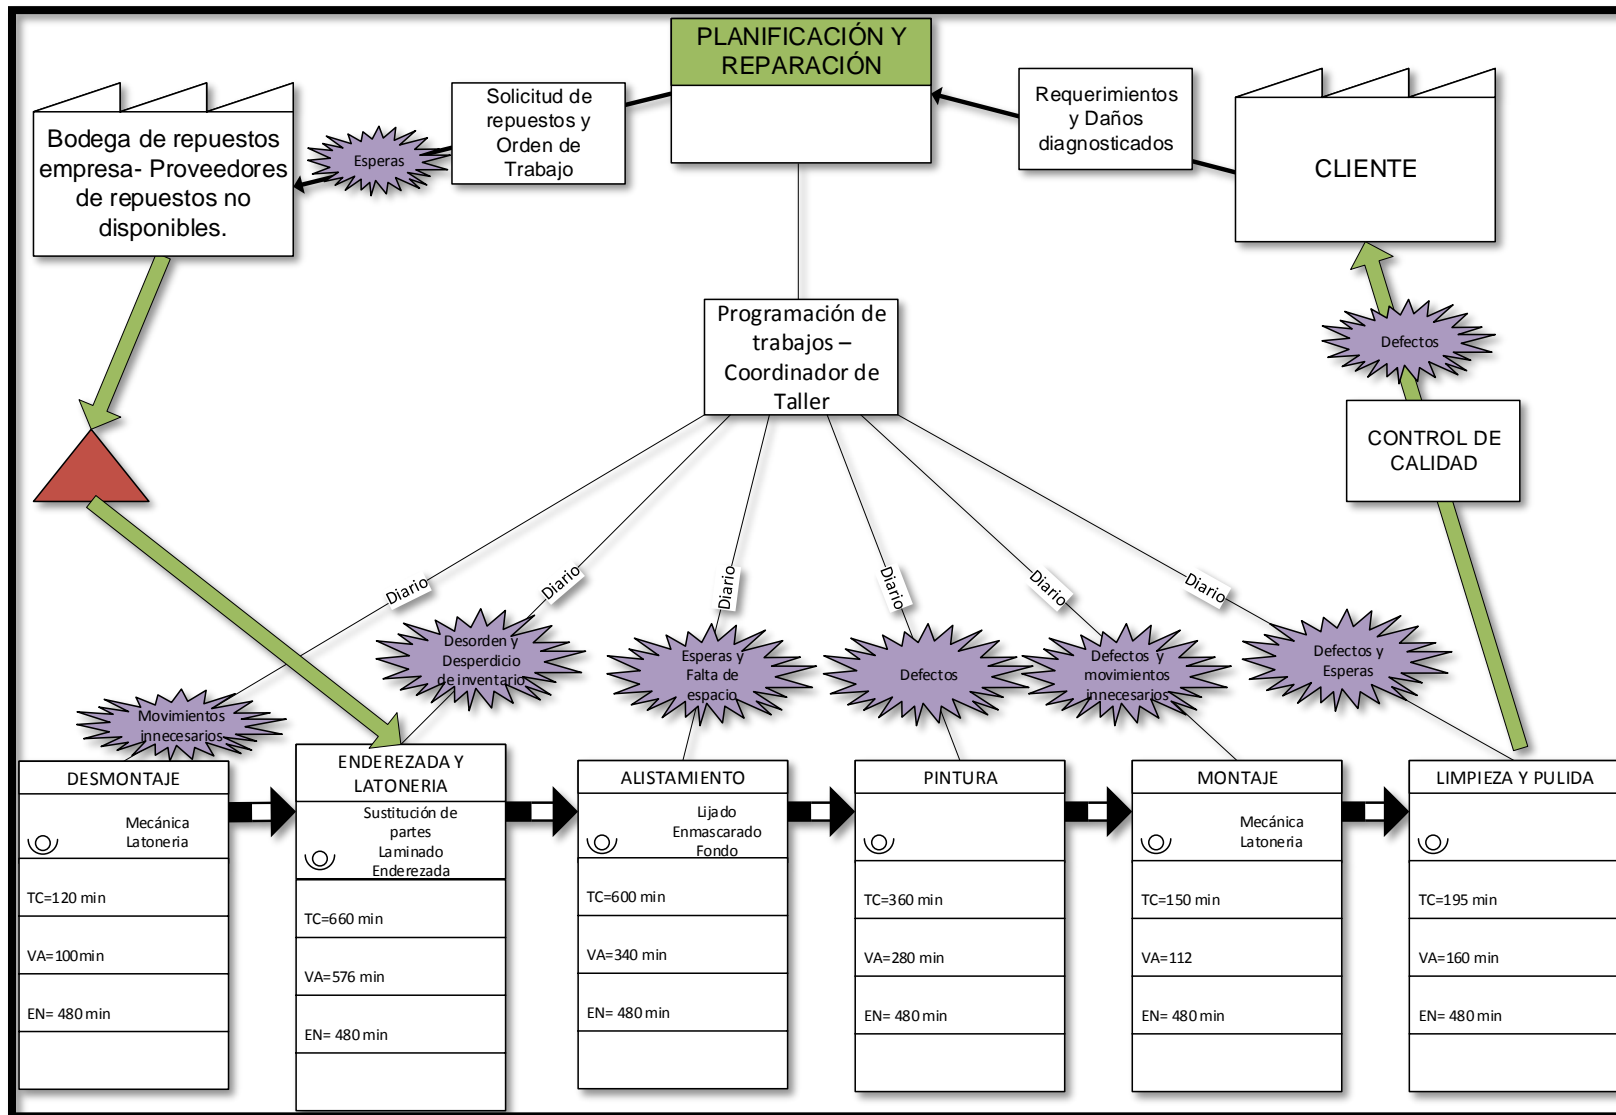 PLANIFICACIÓN Y
REPARACIÓN
Bodega de repuestos
empresa- Proveedores
de repuestos no
disponibles.
Esperas
Solicitud de
repuestos y
Orden de
Trabajo
Requerimientos
y Daños
diagnosticados
CLIENTE
Programación de
trabajos –
Coordinador de
Taller
Defectos
CONTROL DE
CALIDAD
Diario
Diario
Diario
Diario
Diario
Diario
Movimientos
innecesarios
Desorden y
Desperdicio
de inventario
Esperas y
Falta de
espacio
Defectos
Defectos y
movimientos
innecesarios
Defectos y
Esperas
DESMONTAJE
Mecánica
Latoneria
TC=120 min
VA=100min
EN= 480 min
ENDEREZADA Y
LATONERIA
Sustitución de
partes
Laminado
Enderezada
TC=660 min
VA=576 min
EN= 480 min
ALISTAMIENTO
Lijado
Enmascarado
Fondo
TC=600 min
VA=340 min
EN= 480 min
PINTURA
TC=360 min
VA=280 min
EN= 480 min
MONTAJE
Mecánica
Latoneria
TC=150 min
VA=112
EN= 480 min
LIMPIEZA Y PULIDA
TC=195 min
VA=160 min
EN= 480 min